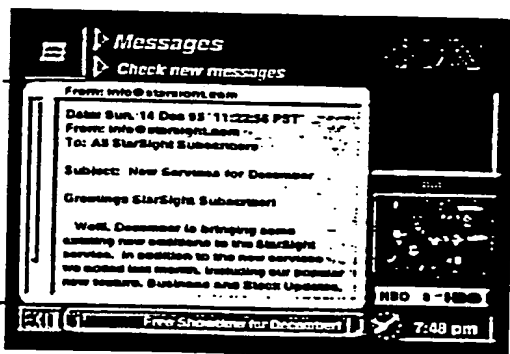 Messages
Check new messages
From: info@starsight.com
Date: Sun, 14 Dec 95 11:22:56 PST
From: info@starsight.com
To: All StarSight Subscribers
Subject: New Services for December
Greetings StarSight Subscriber!
Well, December is bringing some
exciting new additions to the StarSight
service. In addition to the new services
we added last month, including our popular
new feature, Business and Stock Updates,
HBO
Free Showtime for December!
7:48 pm